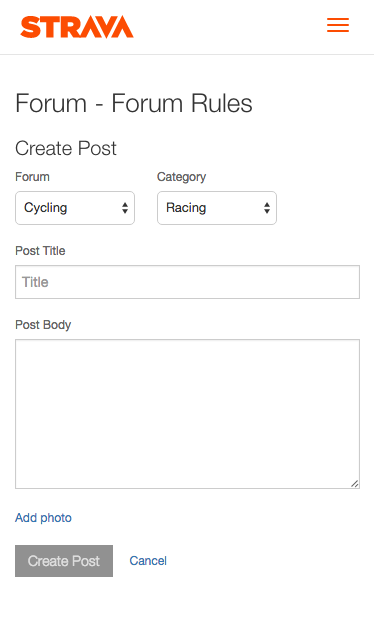 STRAVA
Forum - Forum Rules
Create Post
Forum Category
Cycling Racing
Post Title
Title
Post Body
Add photo
Create Post Cancel